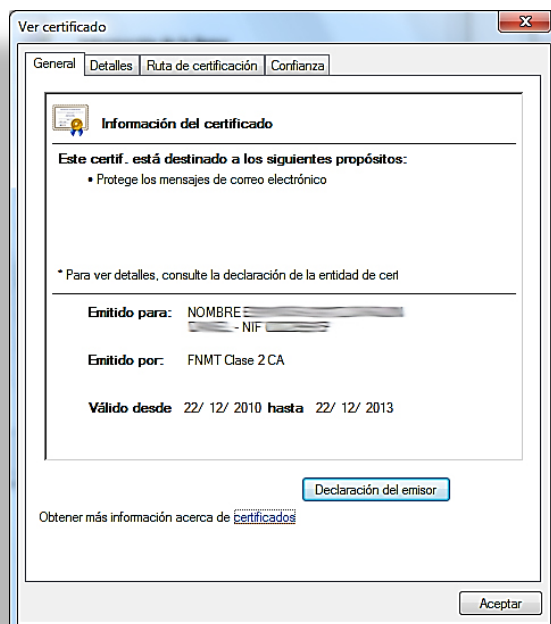 Ver certificado
General Detalles Ruta de certificación Confianza
Información del certificado
Este certif. está destinado a los siguientes propósitos:
• Protege los mensajes de correo electrónico
* Para ver detalles, consulte la declaración de la entidad de cert
Emitido para: NOMBRE
- NIF
Emitido por: FNMT Clase 2 CA
Válido desde 22/ 12/ 2010 hasta 22/ 12/ 2013
Declaración del emisor
Obtener más información acerca de certificados
Aceptar